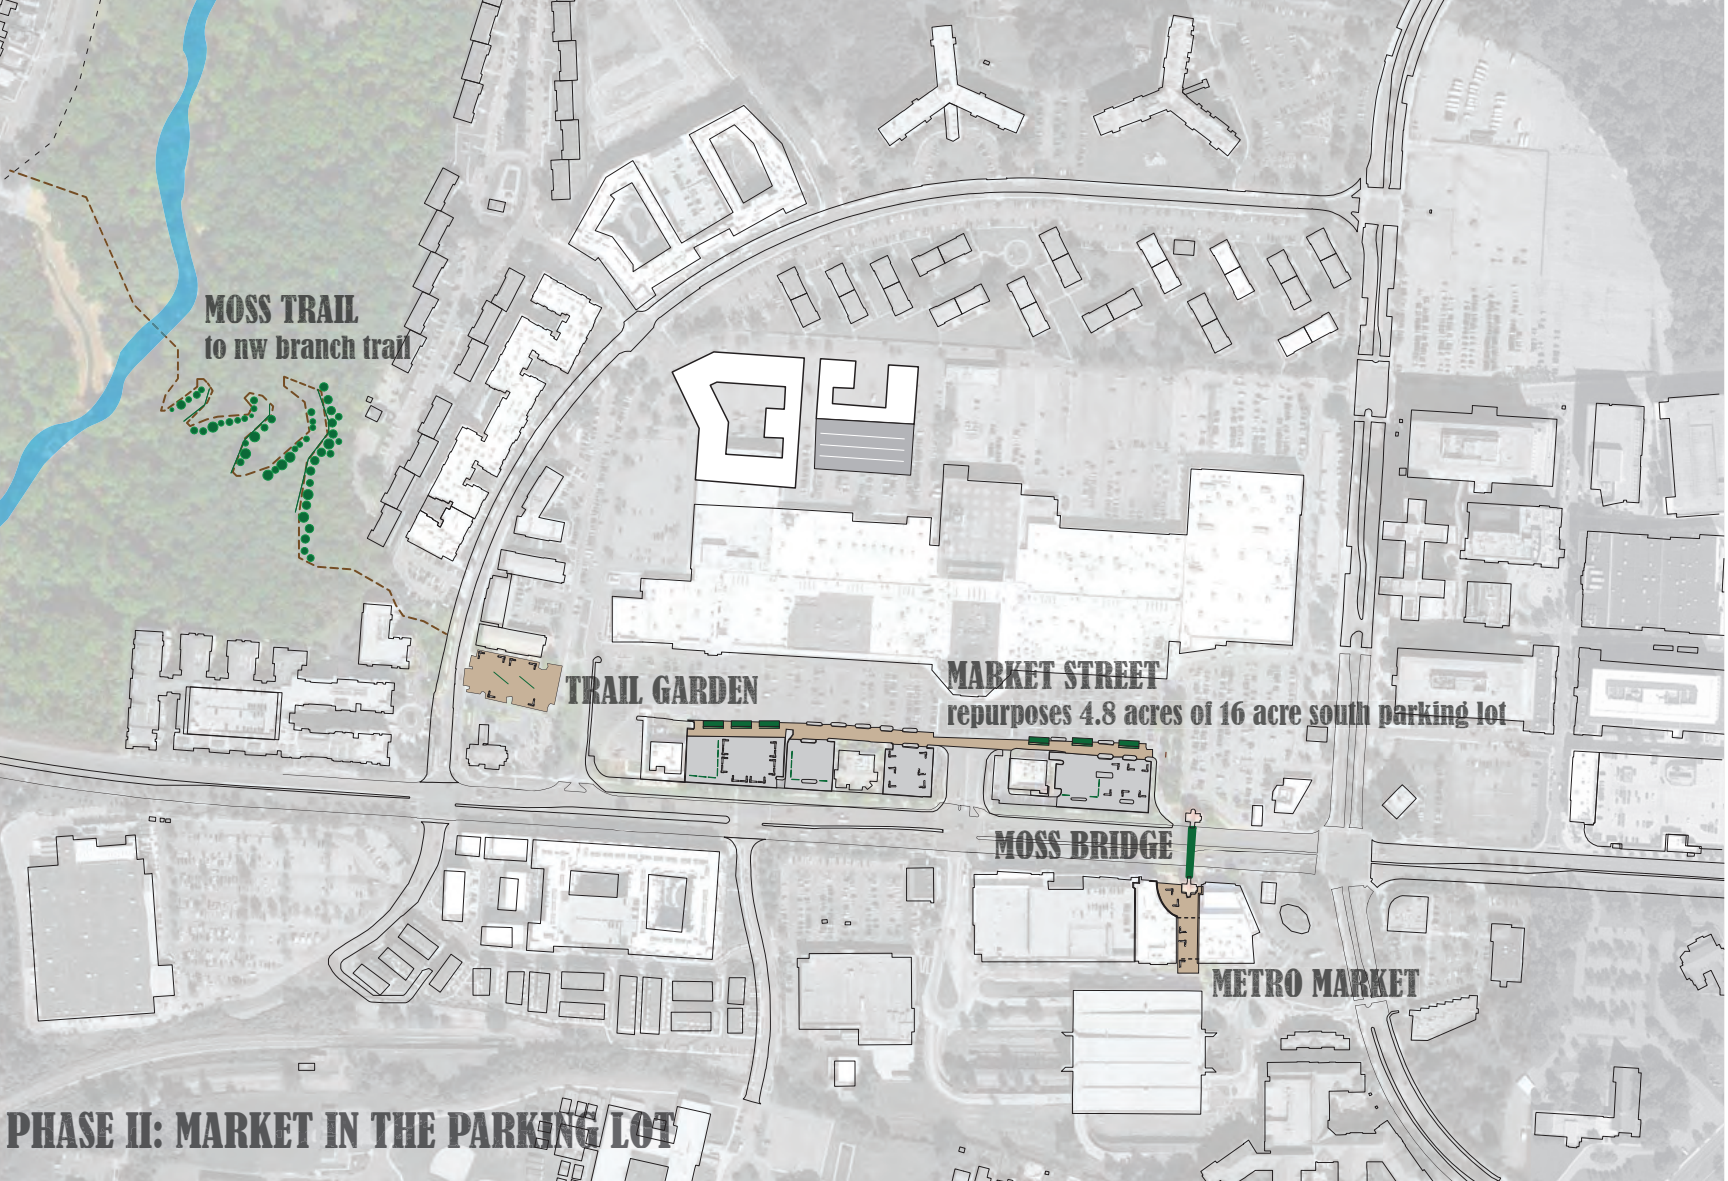 MOSS TRAIL
to nw branch trail
TRAIL GARDEN
MARKET STREET
repurposes 4.8 acres of 16 acre south parking lot
MOSS BRIDGE
METRO MARKET
PHASE II: MARKET IN THE PARKING LOT